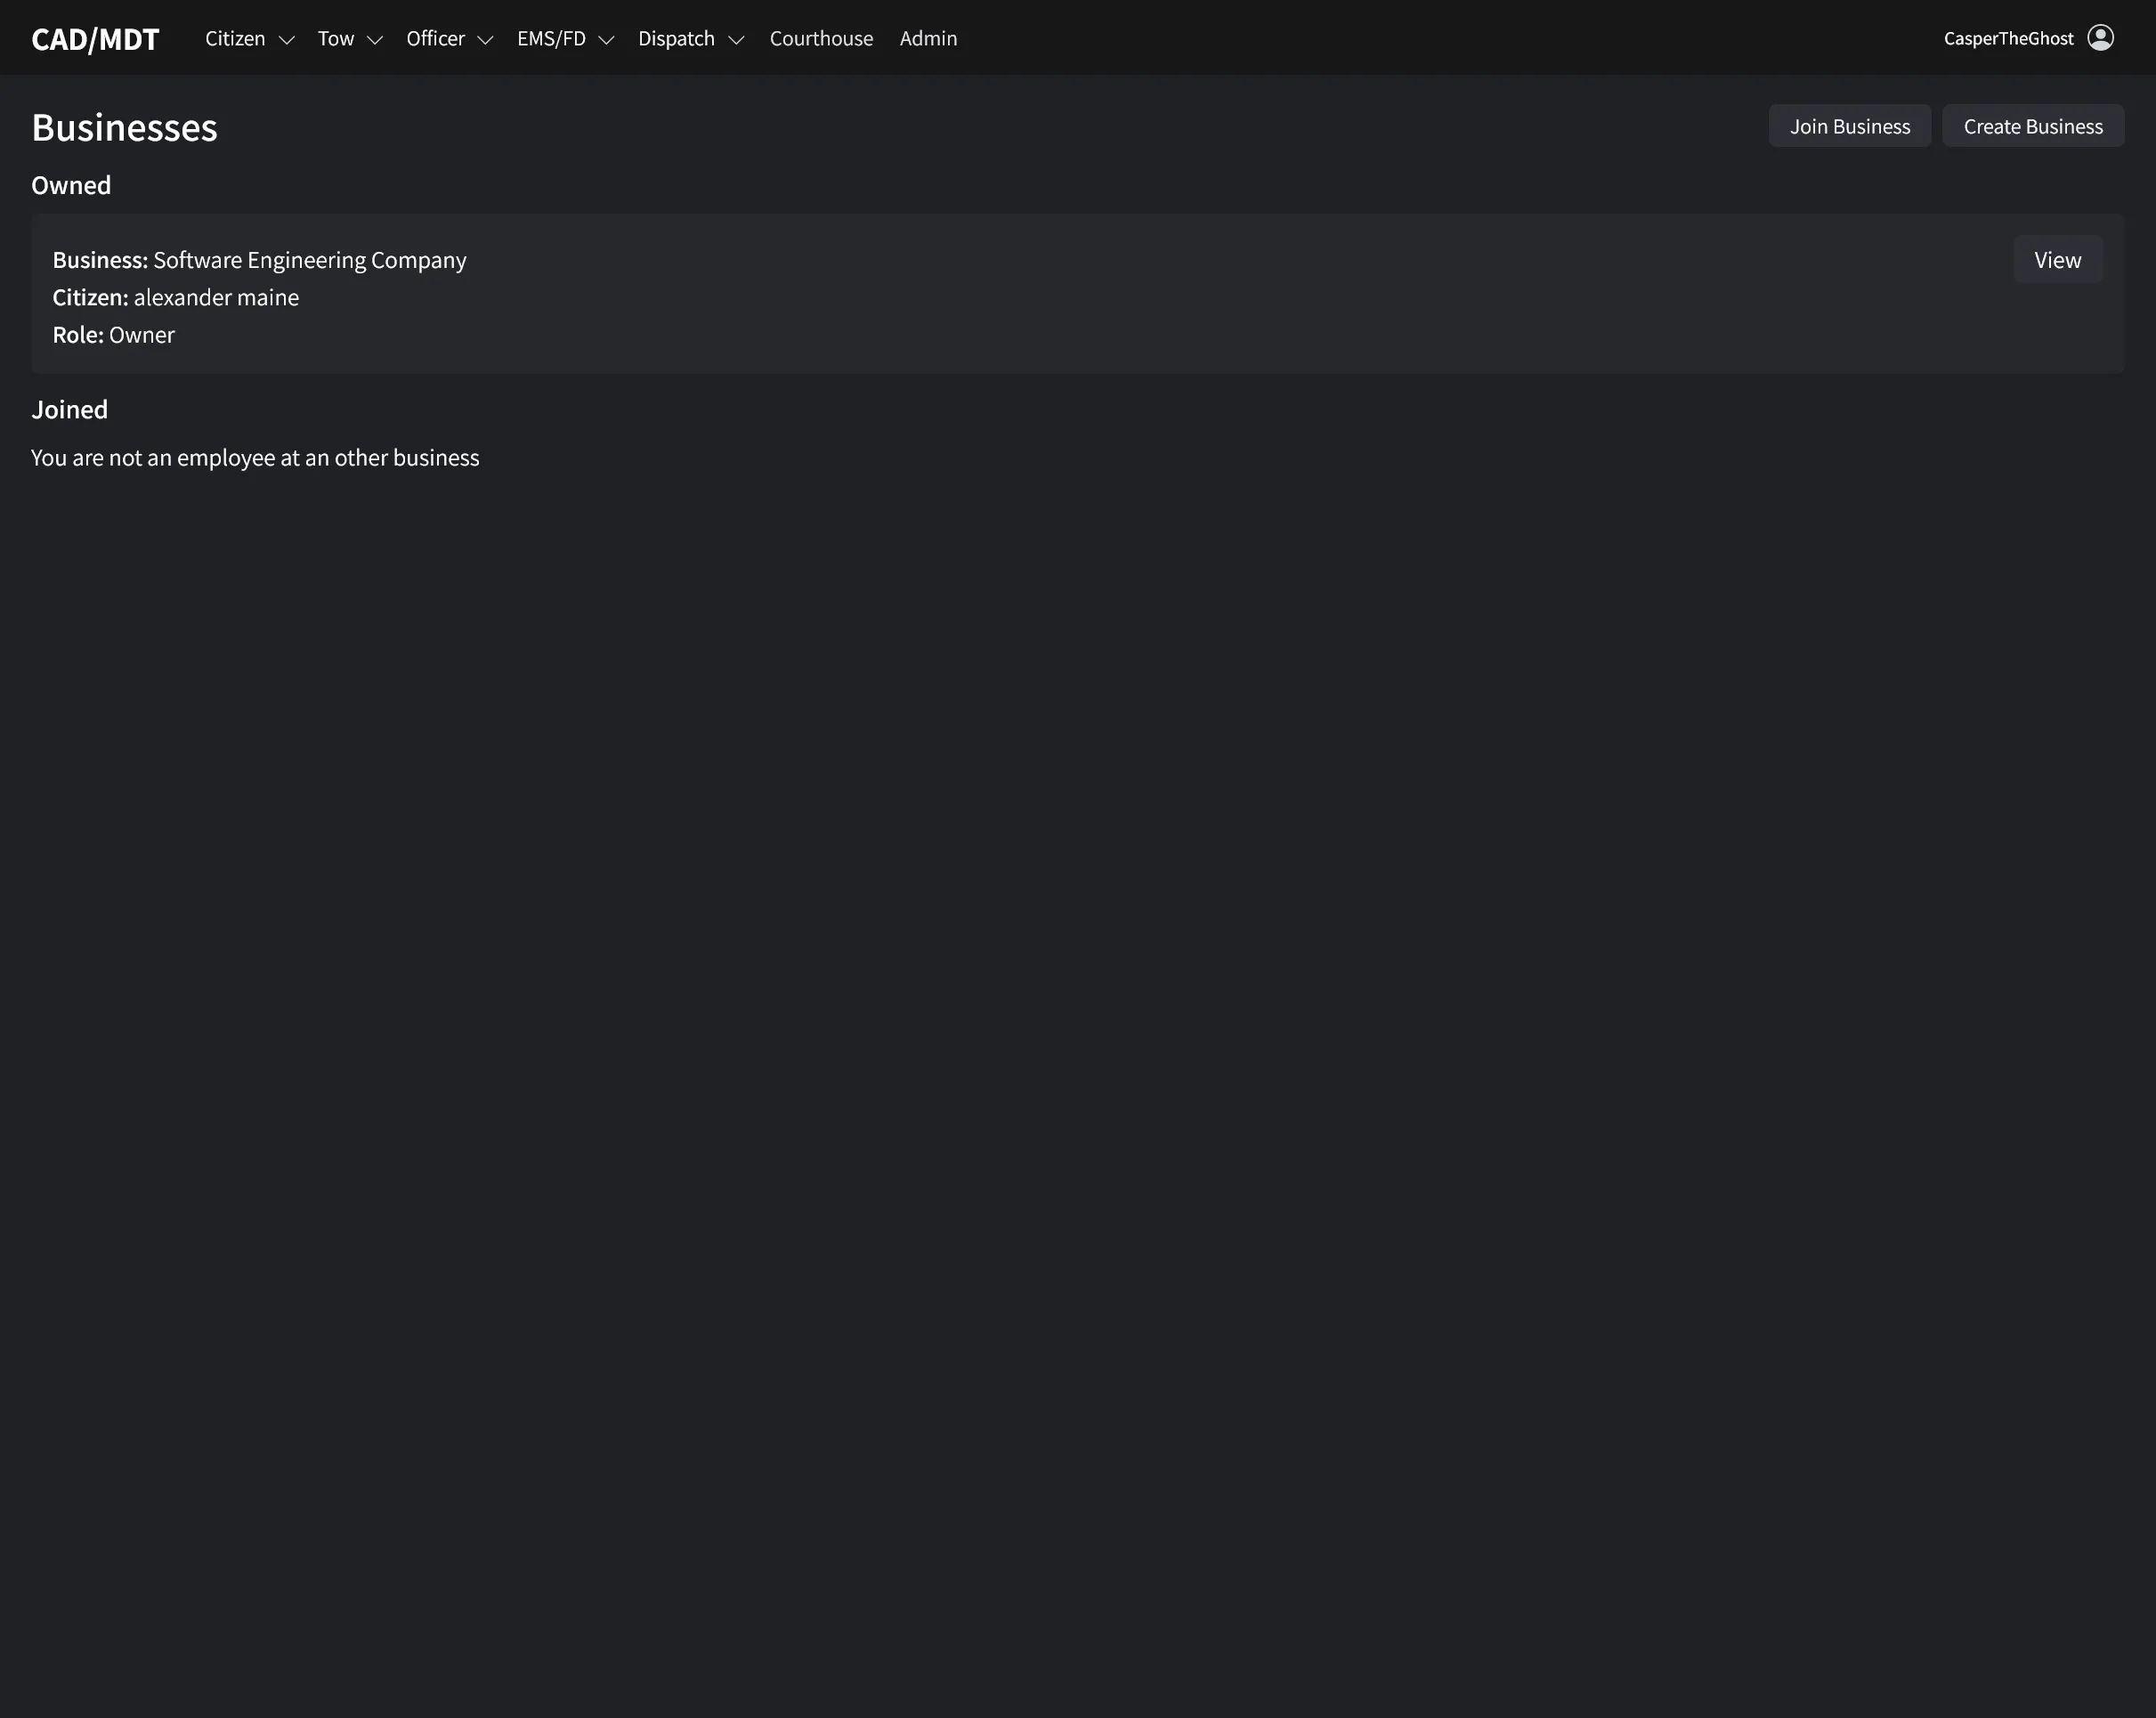 CAD/MDT Citizen Tow Officer EMS/FD Dispatch Courthouse Admin CasperTheGhost
Businesses Join Business Create Business
Owned
Business: Software Engineering Company View
Citizen: alexander maine
Role: Owner
Joined
You are not an employee at an other business